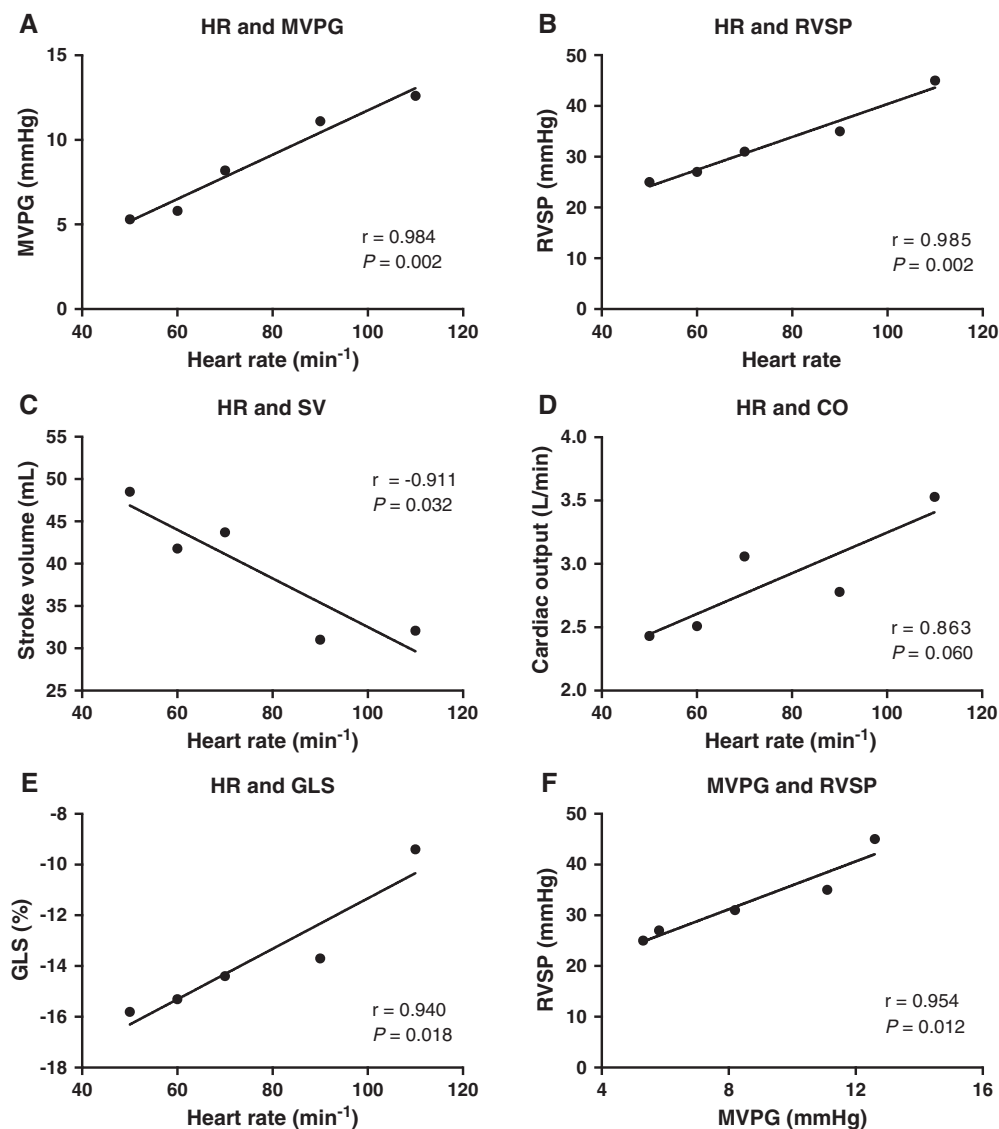 A
HR and MVPG
MVPG (mmHg)
15
10
5
0
r = 0.984
P = 0.002
40 60 80 100 120
Heart rate (min-1)
B
HR and RVSP
RVSP (mmHg)
50
40
30
20
10
0
r = 0.985
P = 0.002
40 60 80 100 120
Heart rate
C
HR and SV
Stroke volume (mL)
55
50
45
40
35
30
25
r = -0.911
P = 0.032
40 60 80 100 120
Heart rate (min-1)
D
HR and CO
Cardiac output (L/min)
4.0
3.5
3.0
2.5
2.0
r = 0.863
P = 0.060
40 60 80 100 120
Heart rate (min-1)
E
HR and GLS
GLS (%)
-8
-10
-12
-14
-16
-18
r = 0.940
P = 0.018
40 60 80 100 120
Heart rate (min-1)
F
MVPG and RVSP
RVSP (mmHg)
50
40
30
20
10
0
r = 0.954
P = 0.012
4 8 12 16
MVPG (mmHg)